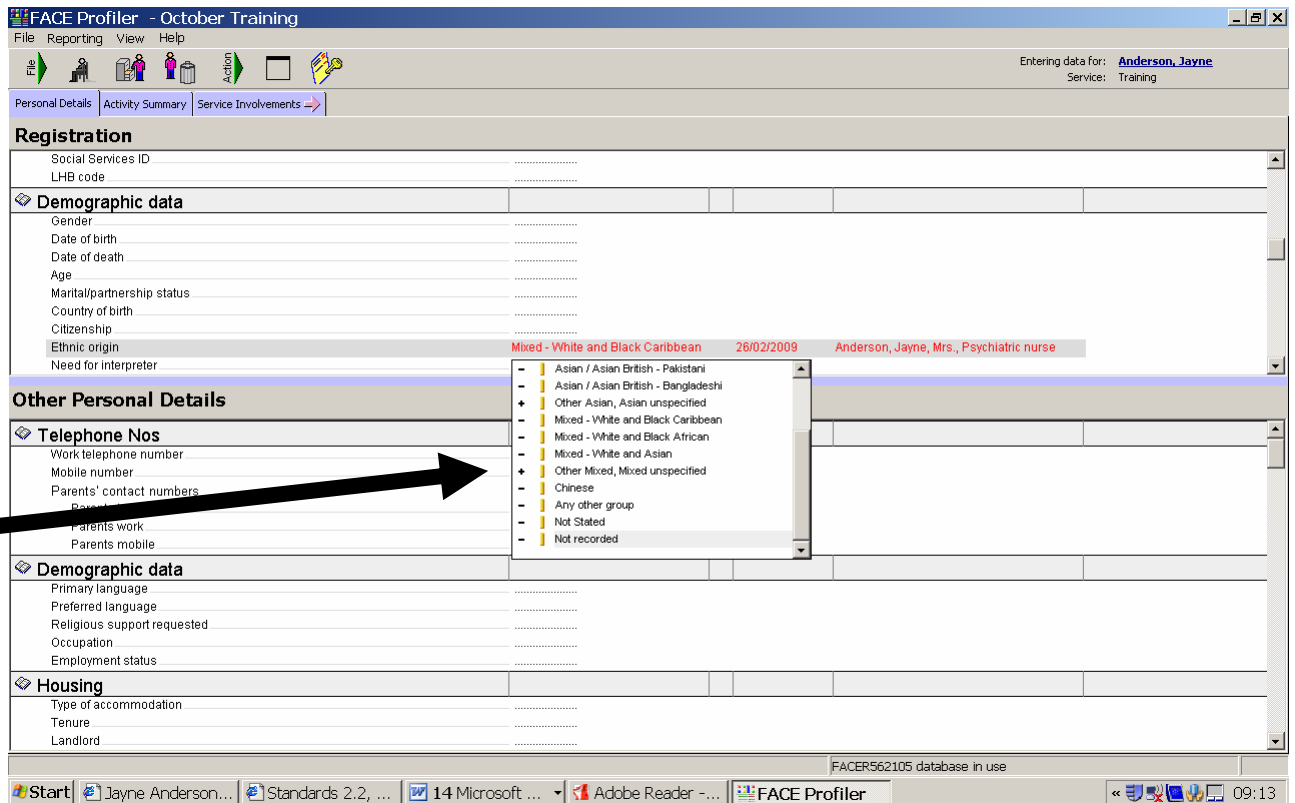 FACE Profiler - October Training
File Reporting View Help
File
Action
Entering data for: Anderson, Jayne
Service: Training
Personal Details Activity Summary Service Involvements
Registration
Social Services ID
LHB code
Demographic data
Gender
Date of birth
Date of death
Age
Marital/partnership status
Country of birth
Citizenship
Ethnic origin Mixed - White and Black Caribbean 26/02/2009 Anderson, Jayne, Mrs., Psychiatric nurse
Need for interpreter
Asian / Asian British - Pakistani
Asian / Asian British - Bangladeshi
Other Asian, Asian unspecified
Mixed - White and Black Caribbean
Mixed - White and Black African
Mixed - White and Asian
Other Mixed, Mixed unspecified
Chinese
Any other group
Not Stated
Not recorded
Other Personal Details
Telephone Nos
Work telephone number
Mobile number
Parents' contact numbers
Parents work
Parents mobile
Demographic data
Primary language
Preferred language
Religious support requested
Occupation
Employment status
Housing
Type of accommodation
Tenure
Landlord
FACER562105 database in use
Start Jayne Anderson... Standards 2.2, ... 14 Microsoft ... Adobe Reader -... FACE Profiler 09:13